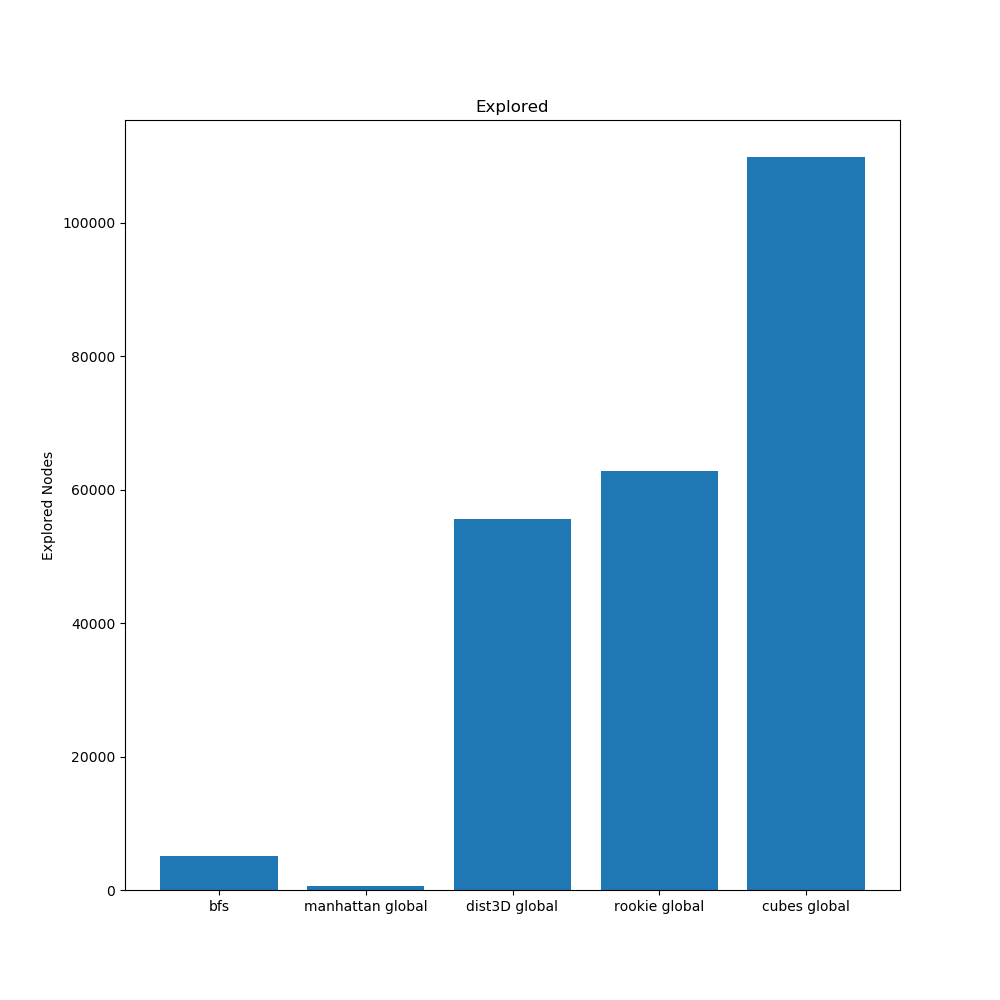 Explored
100000
80000
60000
40000
20000
0
Explored Nodes
bfs
manhattan global
dist3D global
rookie global
cubes global